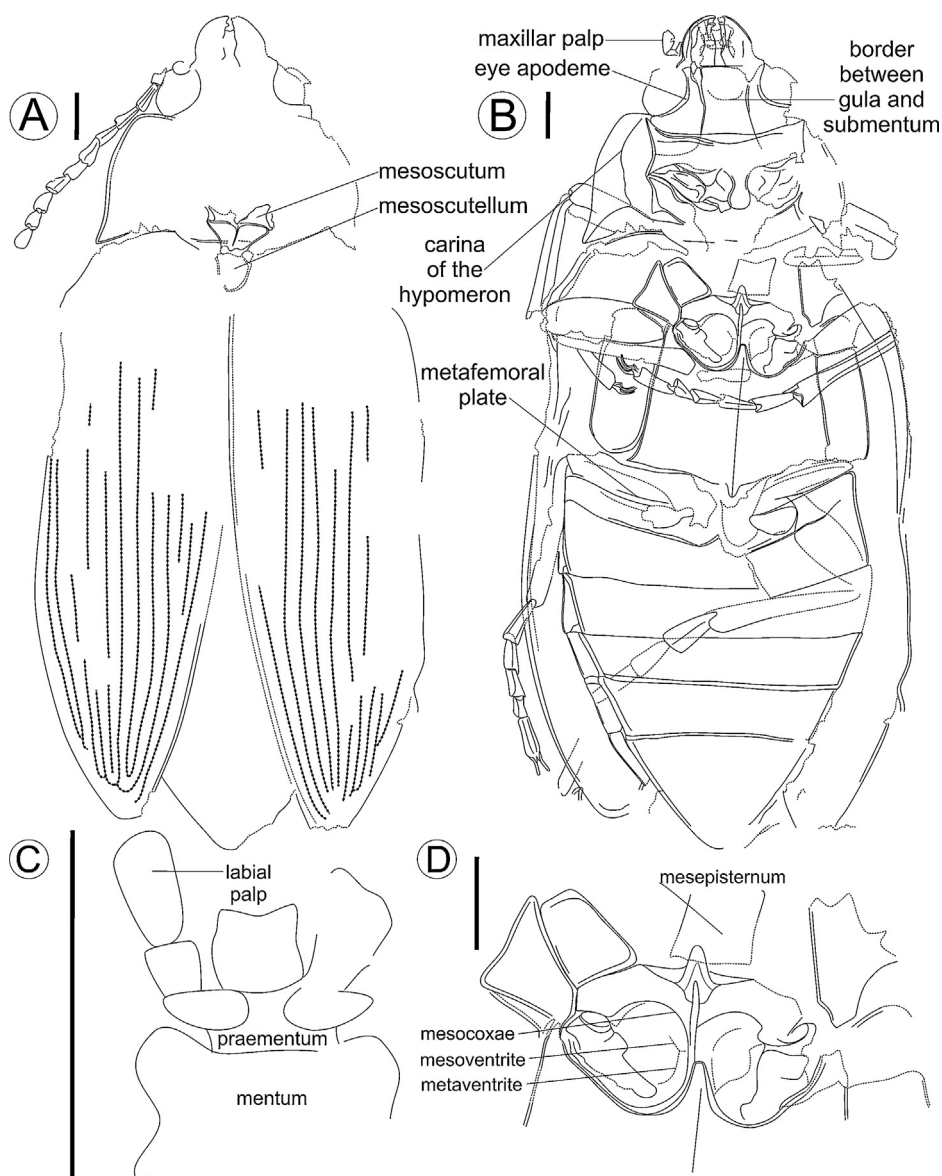 A
mesoscutum
mesoscutellum
B
maxillar palp
eye apodeme
border
between
gula and
submentum
carina
of the
hypomeron
metafemoral
plate
C
labial
palp
praementum
mentum
D
mesepisternum
mesocoxae
mesoventrite
metaventrite